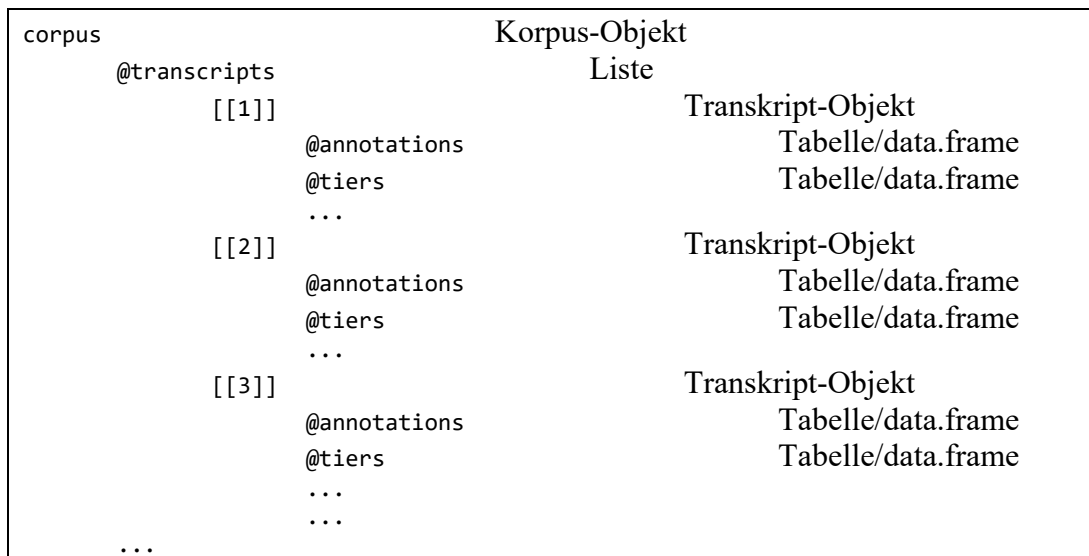 corpus Korpus-Objekt
@transcripts Liste
[[1]] Transkript-Objekt
@annotations Tabelle/data.frame
@tiers Tabelle/data.frame
...
[[2]] Transkript-Objekt
@annotations Tabelle/data.frame
@tiers Tabelle/data.frame
...
[[3]] Transkript-Objekt
@annotations Tabelle/data.frame
@tiers Tabelle/data.frame
...
...
...